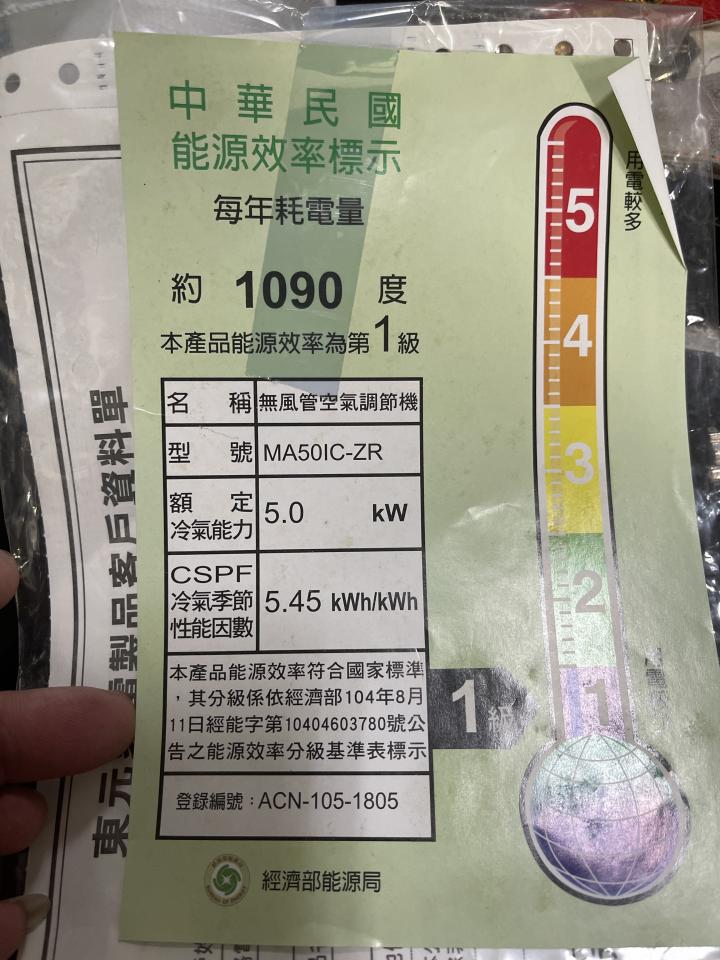 中華民國
能源效率標示
每年耗電量
約 1090 度
本產品能源效率為第1級
名稱 無風管空氣調節機
型號 MA50IC-ZR
額定冷氣能力 5.0 kW
CSPF冷氣季節性能因數 5.45 kWh/kWh
本產品能源效率符合國家標準
，其分級係依經濟部104年8月
11日經能字第10404603780號公
告之能源效率分級基準表標示
登錄編號：ACN-105-1805
經濟部能源局
用電較多
5
4
3
2
1
1級
東元 製品客戶資料單